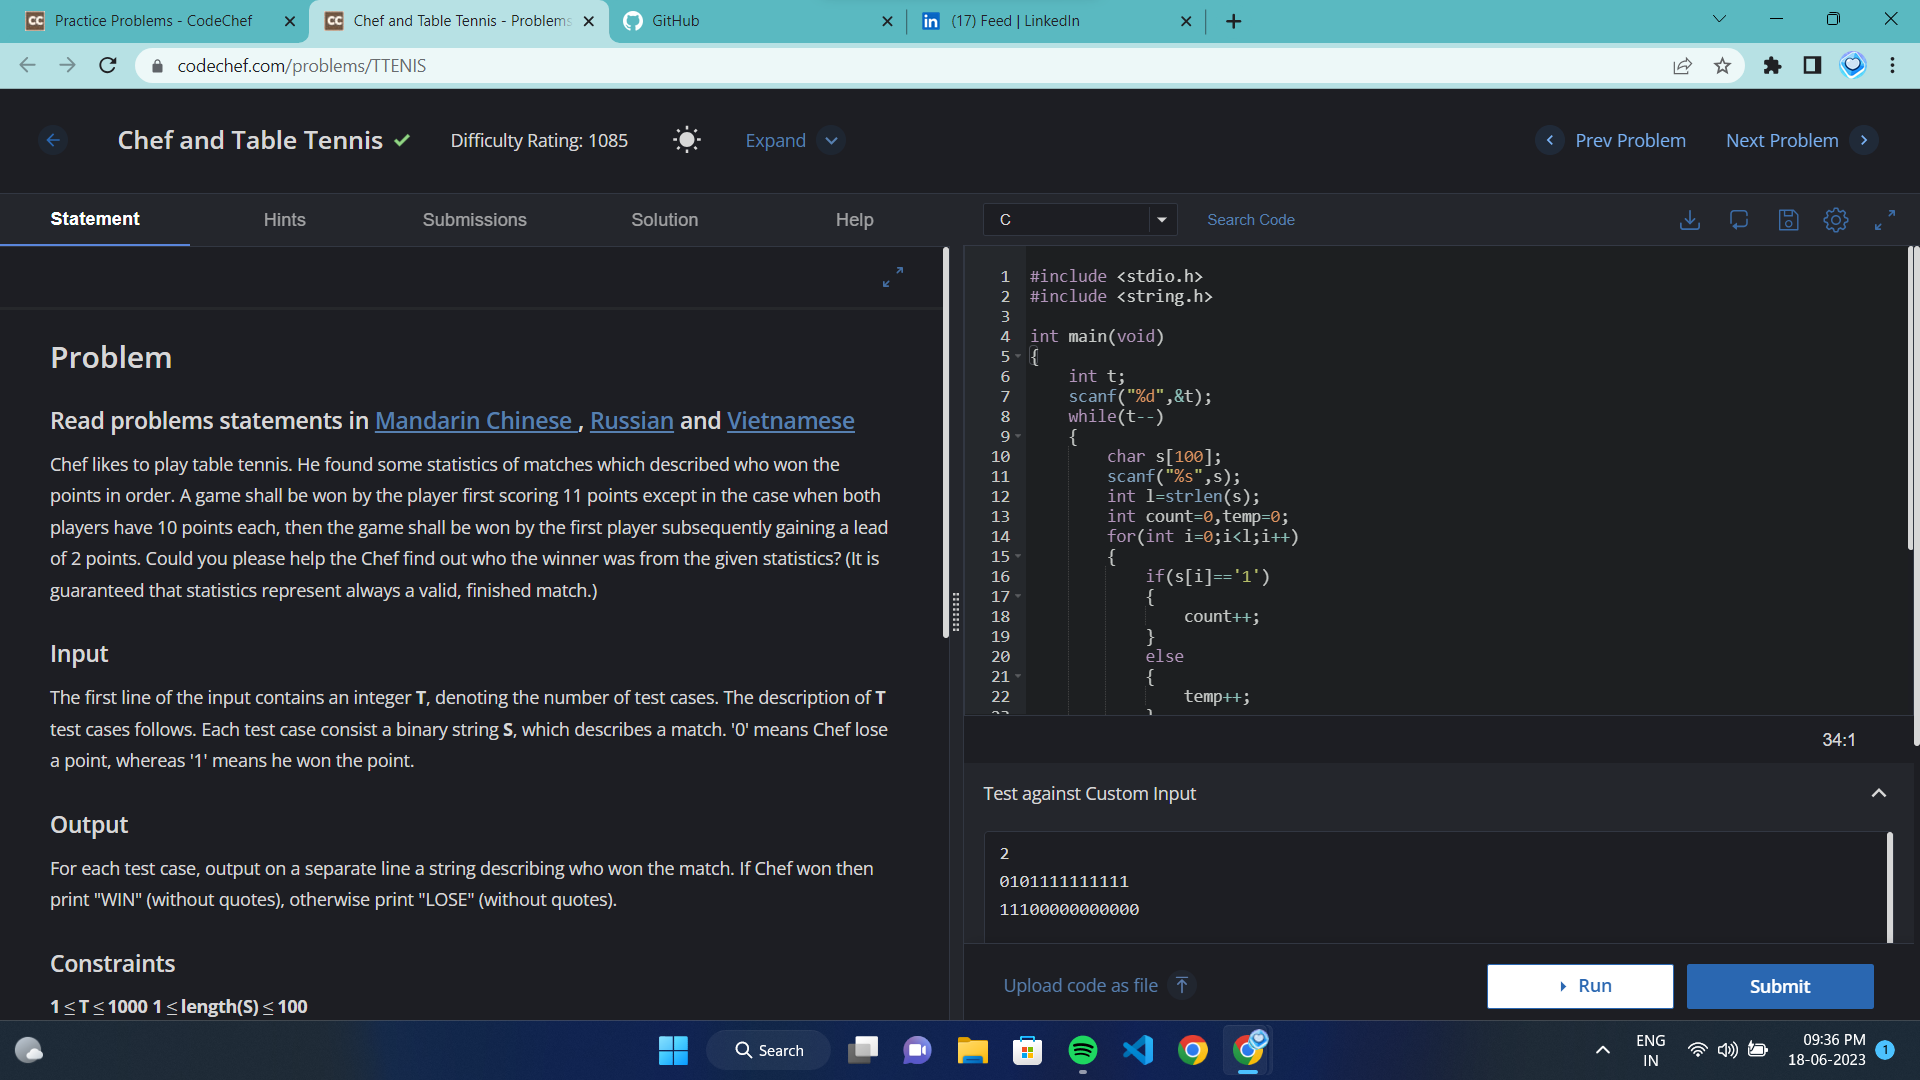 Practice Problems - CodeChef
Chef and Table Tennis - Problems
GitHub
(17) Feed | LinkedIn
codechef.com/problems/TTENIS
Chef and Table Tennis
Difficulty Rating: 1085
Expand
Prev Problem
Next Problem
Statement
Hints
Submissions
Solution
Help
Problem
Read problems statements in Mandarin Chinese , Russian and Vietnamese
Chef likes to play table tennis. He found some statistics of matches which described who won the
points in order. A game shall be won by the player first scoring 11 points except in the case when both
players have 10 points each, then the game shall be won by the first player subsequently gaining a lead
of 2 points. Could you please help the Chef find out who the winner was from the given statistics? (It is
guaranteed that statistics represent always a valid, finished match.)
Input
The first line of the input contains an integer T, denoting the number of test cases. The description of T
test cases follows. Each test case consist a binary string S, which describes a match. '0' means Chef lose
a point, whereas '1' means he won the point.
Output
For each test case, output on a separate line a string describing who won the match. If Chef won then
print "WIN" (without quotes), otherwise print "LOSE" (without quotes).
Constraints
1 ≤ T ≤ 1000 1 ≤ length(S) ≤ 100
C
Search Code
1 #include <stdio.h>
2 #include <string.h>
3
4 int main(void)
5 {
6 int t;
7 scanf("%d",&t);
8 while(t--)
9 {
10 char s[100];
11 scanf("%s",s);
12 int l=strlen(s);
13 int count=0,temp=0;
14 for(int i=0;i<l;i++)
15 {
16 if(s[i]=='1')
17 {
18 count++;
19 }
20 else
21 {
22 temp++;
34:1
Test against Custom Input
2
0101111111111
11100000000000
Upload code as file
Run
Submit
Search
ENG
IN
09:36 PM
18-06-2023
1